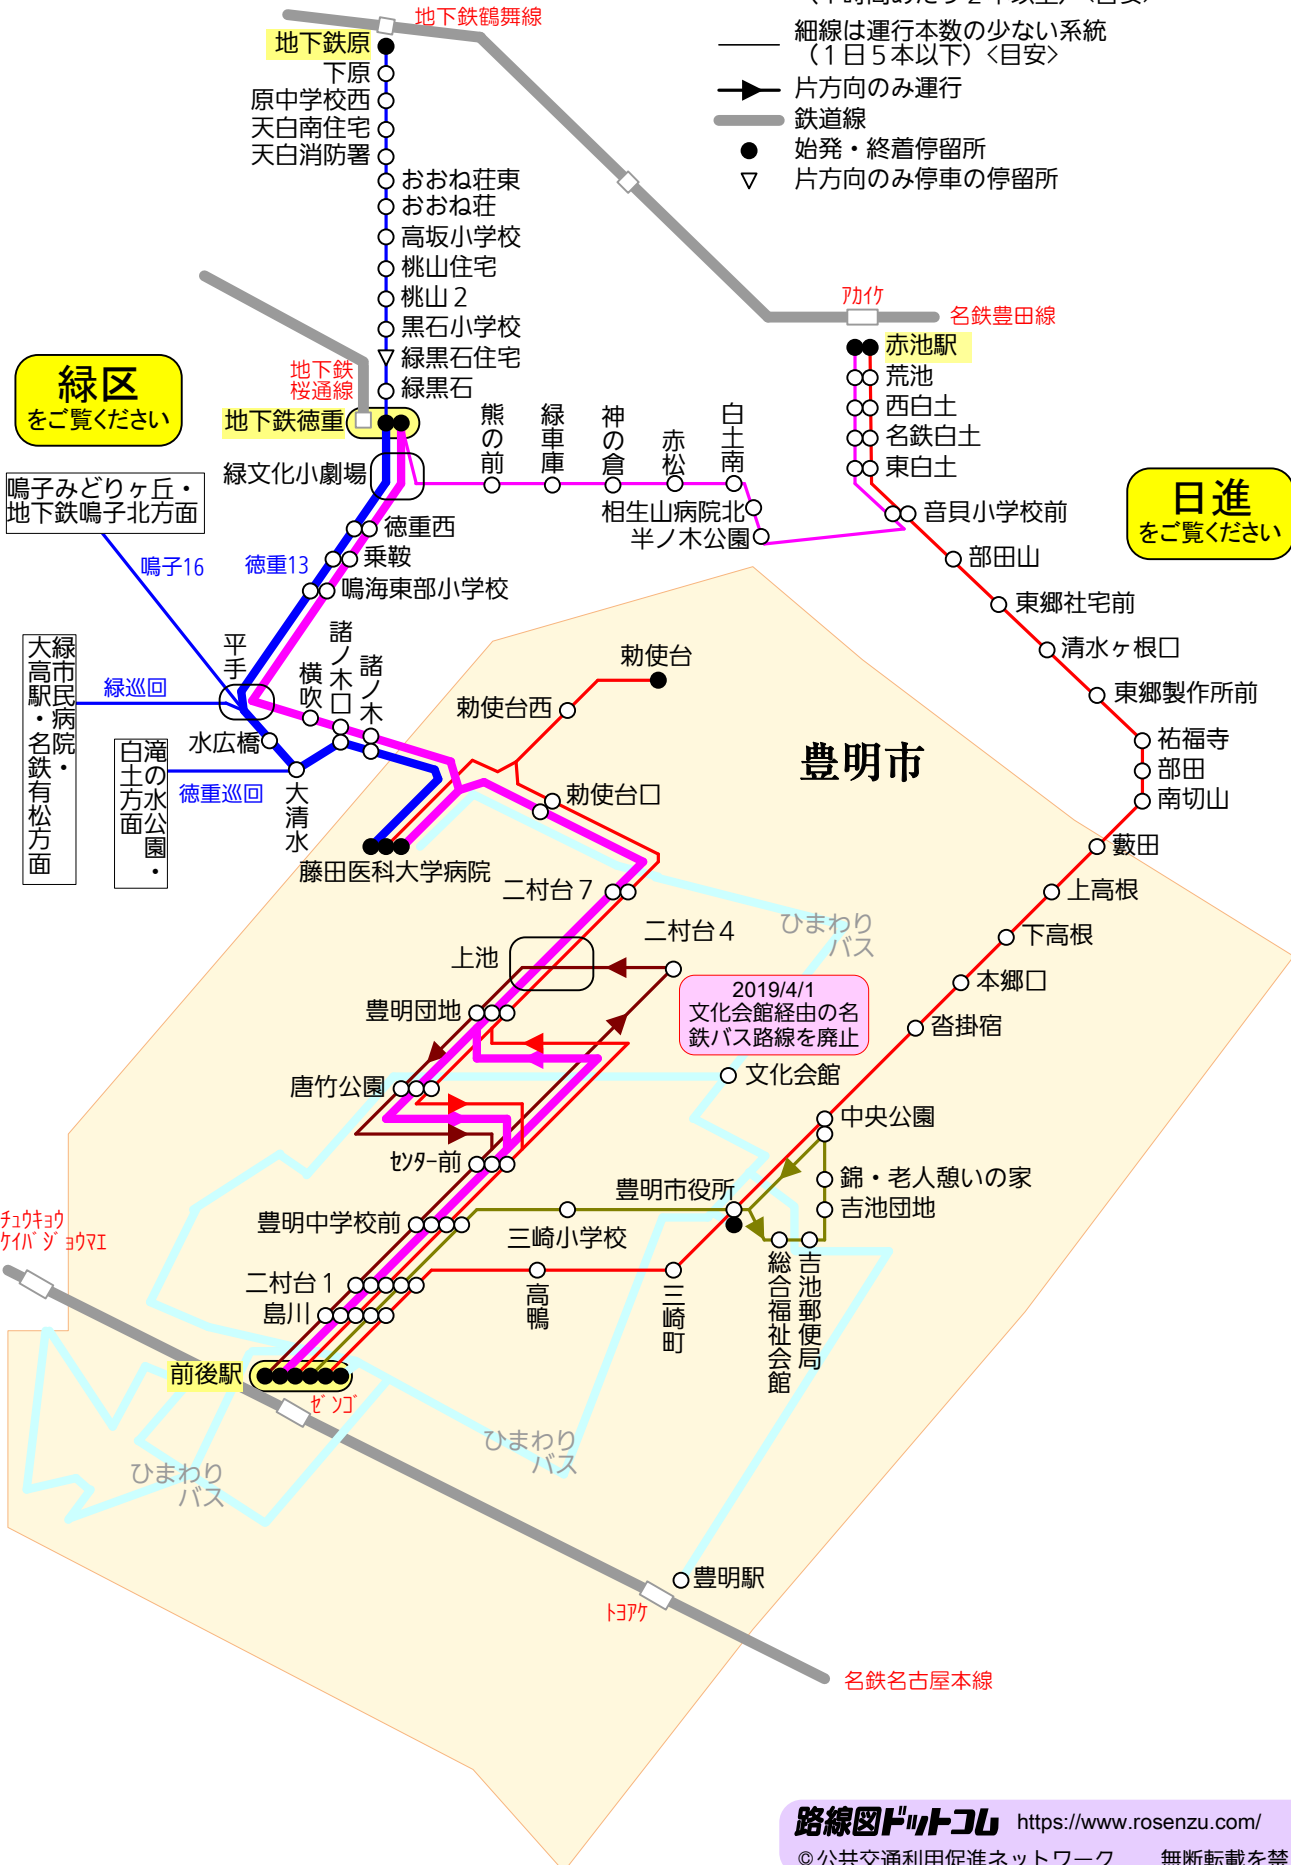 地下鉄鶴舞線
細線は運行本数の少ない系統
（１日５本以下）〈目安〉
片方向のみ運行
鉄道線
始発・終着停留所
片方向のみ停車の停留所
地下鉄原
下原
原中学校西
天白南住宅
天白消防署
おおね荘東
おおね荘
高坂小学校
桃山住宅
桃山２
黒石小学校
緑黒石住宅
緑黒石
地下鉄
桜通線
地下鉄徳重
緑区
をご覧ください
アカイケ
名鉄豊田線
赤池駅
荒池
西白土
名鉄白土
東白土
音貝小学校前
日進
をご覧ください
緑文化小劇場
熊の前
緑車庫
神の倉
赤松
白土南
相生山病院北
半ノ木公園
鳴子みどりヶ丘・
地下鉄鳴子北方面
鳴子16
徳重13
徳重西
乗鞍
鳴海東部小学校
部田山
東郷社宅前
清水ヶ根口
東郷製作所前
祐福寺
部田
南切山
藪田
上高根
下高根
本郷口
沓掛宿
緑市民病院・
大高駅・名鉄有松方面
緑巡回
平手
横吹
諸ノ木口
諸ノ木
水広橋
滝の水公園・
白土方面
徳重巡回
大清水
勅使台
勅使台西
豊明市
勅使台口
藤田医科大学病院
二村台７
二村台４
ひまわり
バス
上池
豊明団地
2019/4/1
文化会館経由の名
鉄バス路線を廃止
唐竹公園
文化会館
中央公園
センター前
錦・老人憩いの家
豊明市役所
吉池団地
豊明中学校前
三崎小学校
チュウキョウ
ケイバジョウマエ
二村台１
島川
高鴨
三崎町
総合福祉会館
吉池郵便局
前後駅
ゼンゴ
ひまわり
バス
ひまわり
バス
豊明駅
トヨアケ
名鉄名古屋本線
路線図ドットコム https://www.rosenzu.com/
©公共交通利用促進ネットワーク 無断転載を禁